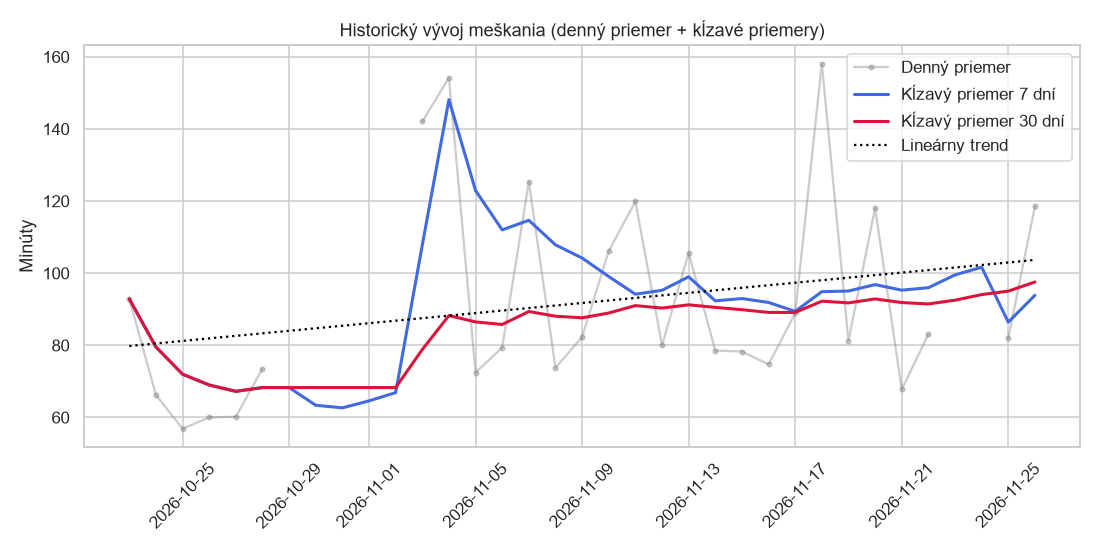 Historický vývoj meškania (denný priemer + kĺzavé priemery)
160
140
120
100
80
60
Minúty
Denný priemer
Kĺzavý priemer 7 dní
Kĺzavý priemer 30 dní
Lineárny trend
2026-10-25
2026-10-29
2026-11-01
2026-11-05
2026-11-09
2026-11-13
2026-11-17
2026-11-21
2026-11-25